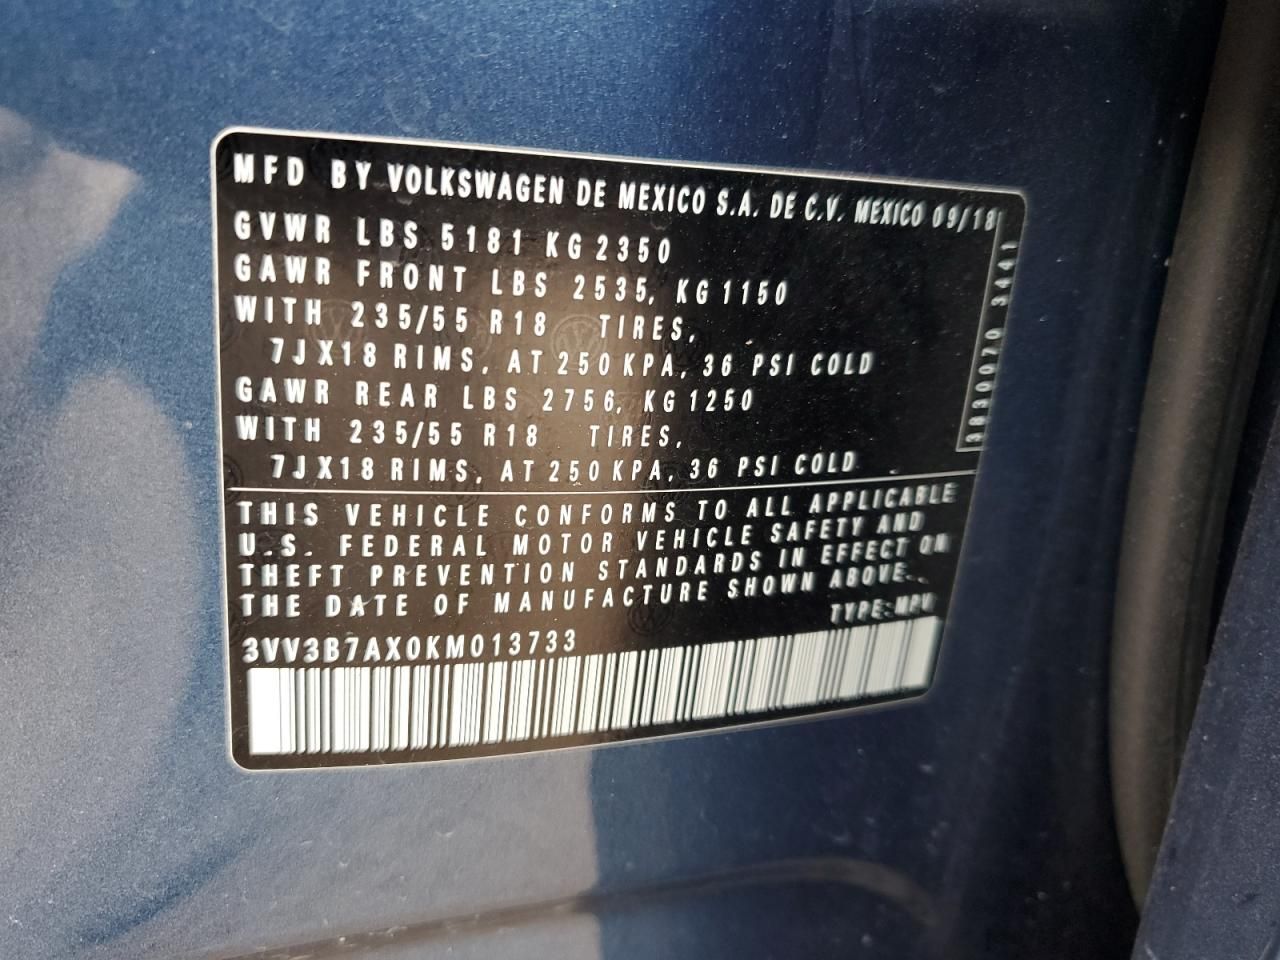 MFD BY VOLKSWAGEN DE MEXICO S.A. DE C.V. MEXICO 09/18
GVWR LBS 5181 KG 2350
GAWR FRONT LBS 2535, KG 1150
WITH 235/55 R18 TIRES,
7JX18 RIMS, AT 250 KPA, 36 PSI COLD
GAWR REAR LBS 2756, KG 1250
WITH 235/55 R18 TIRES,
7JX18 RIMS, AT 250 KPA, 36 PSI COLD
THIS VEHICLE CONFORMS TO ALL APPLICABLE
U.S. FEDERAL MOTOR VEHICLE SAFETY AND
THEFT PREVENTION STANDARDS IN EFFECT ON
THE DATE OF MANUFACTURE SHOWN ABOVE.
TYPE: MPV
3VV3B7AX0KM013733
3441